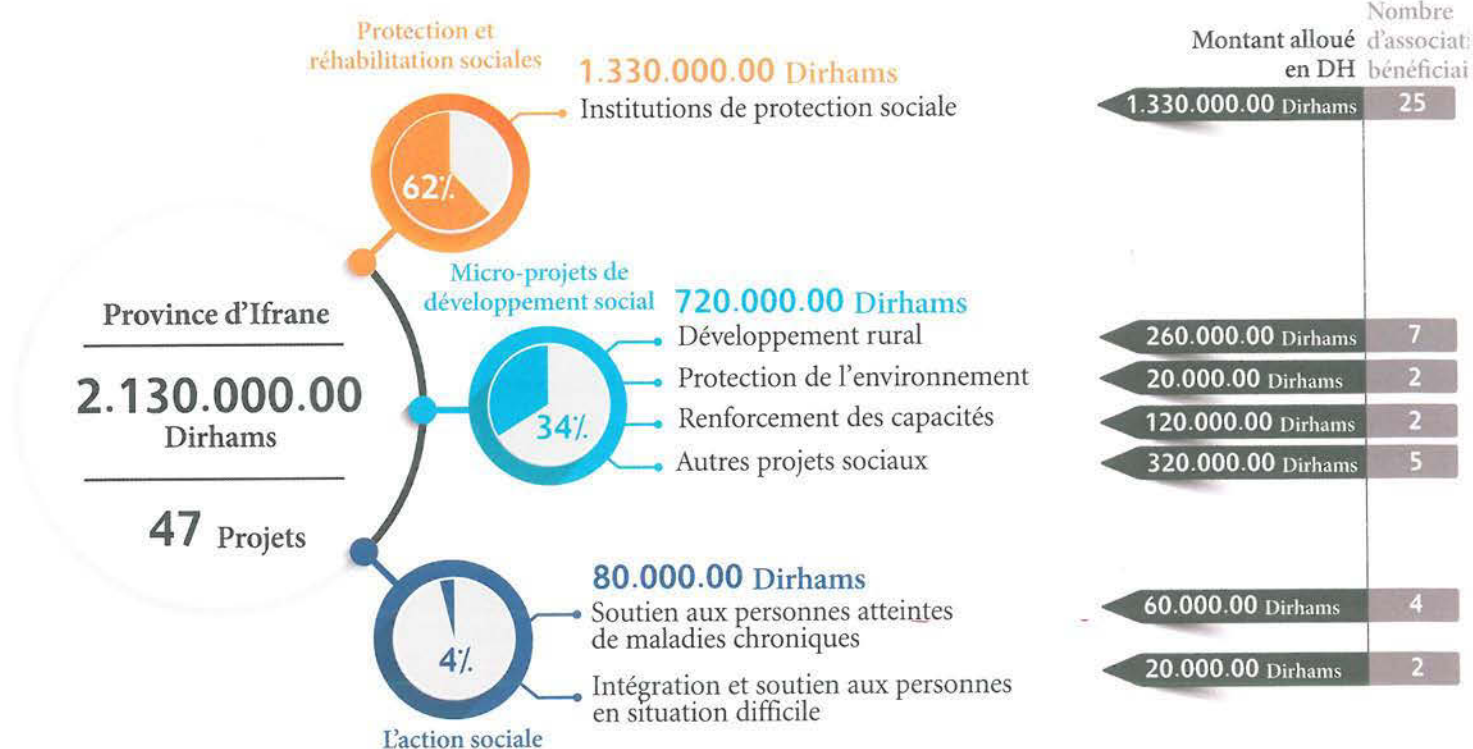 Protection et
réhabilitation sociales
1.330.000.00 Dirhams
Institutions de protection sociale
62%
Micro-projets de
développement social
720.000.00 Dirhams
Développement rural
Protection de l'environnement
Renforcement des capacités
Autres projets sociaux
34%
Province d'Ifrane
2.130.000.00
Dirhams
47 Projets
80.000.00 Dirhams
Soutien aux personnes atteintes
de maladies chroniques
Intégration et soutien aux personnes
en situation difficile
4%
L'action sociale
Montant alloué
en DH
Nombre
d'associati
bénéficiai
1.330.000.00 Dirhams 25
260.000.00 Dirhams 7
20.000.00 Dirhams 2
120.000.00 Dirhams 2
320.000.00 Dirhams 5
60.000.00 Dirhams 4
20.000.00 Dirhams 2